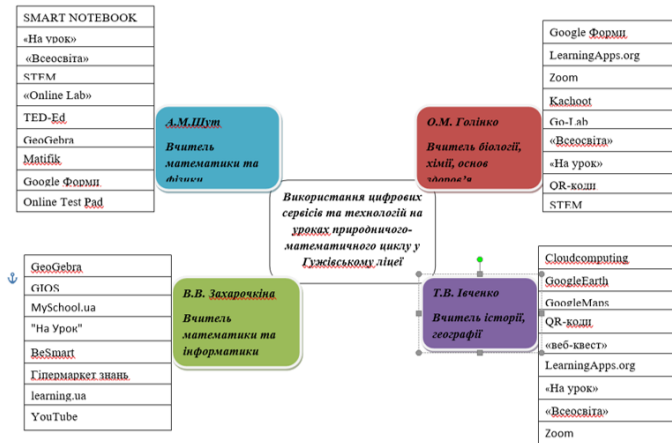 SMART NOTEBOOK
«На урок»
«Всеосвіта»
STEM
«Online Lab»
TED-Ed
GeoGebra
Matifik
Google Форми
Online Test Pad
А.М.Шут
Вчитель
математики та
фізики
О.М. Голінко
Вчитель біології,
хімії, основ
здоров’я
Google Форми
LearningApps.org
Zoom
Kachoot
Go-Lab
«Всеосвіта»
«На урок»
QR-коди
STEM
Використання цифрових
сервісів та технологій на
уроках природничого-
математичного циклу у
Гужівському ліцеї
GeoGebra
GIOS
MySchool.ua
"На Урок"
BeSmart
Гіпермаркет знань
learning.ua
YouTube
В.В. Захарочкіна
Вчитель
математики та
інформатики
Т.В. Івченко
Вчитель історії,
географії
Cloudcomputing
GoogleEarth
GoogleMaps
QR-коди
«веб-квест»
LearningApps.org
«На урок»
«Всеосвіта»
Zoom